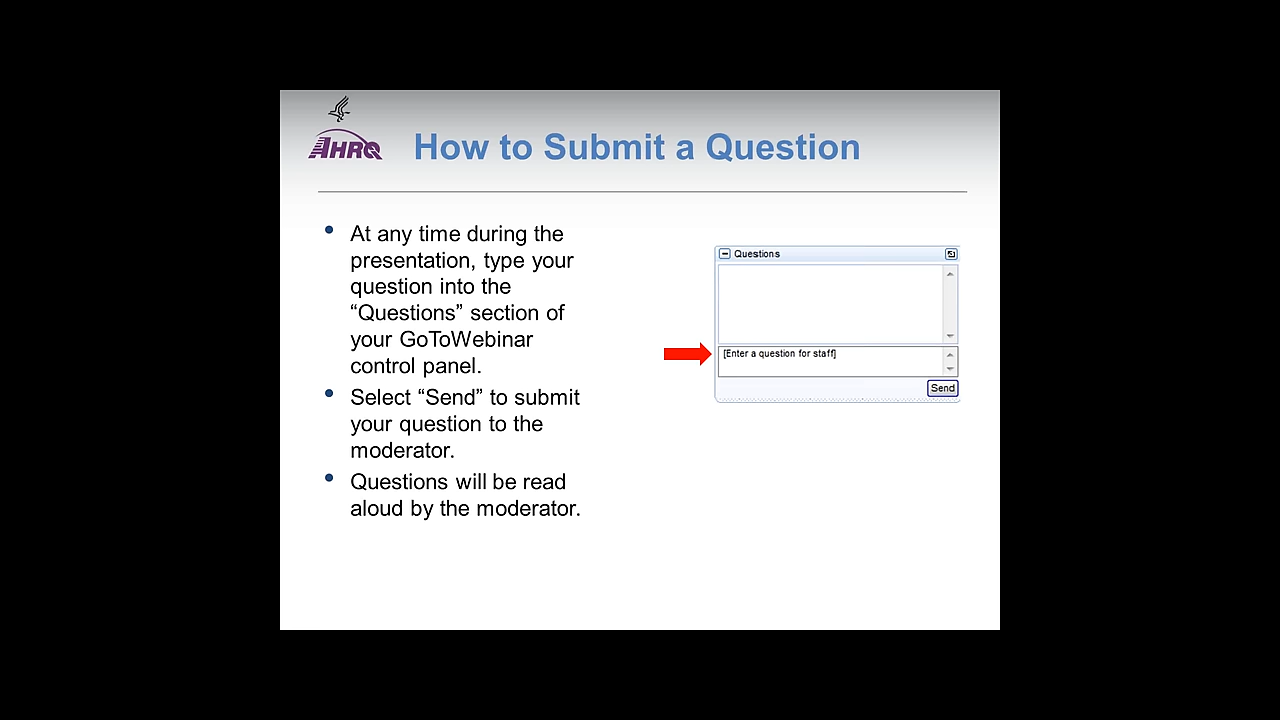 AHRQ
How to Submit a Question
At any time during the
presentation, type your
question into the
“Questions” section of
your GoToWebinar
control panel.
Select “Send” to submit
your question to the
moderator.
Questions will be read
aloud by the moderator.
Questions
[Enter a question for staff]
Send